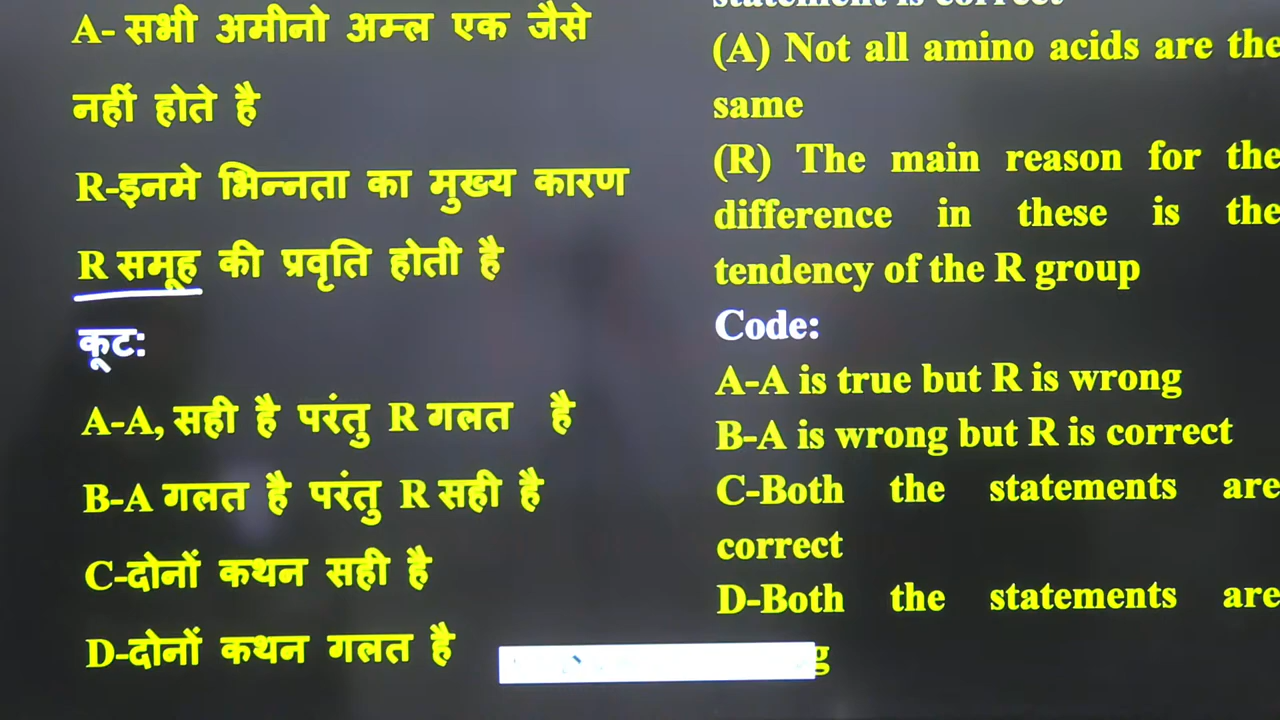 A- सभी अमीनो अम्ल एक जैसे
नहीं होते है
R-इनमे भिन्नता का मुख्य कारण
R समूह की प्रवृति होती है
कूट:
A-A, सही है परंतु R गलत है
B-A गलत है परंतु R सही है
C-दोनों कथन सही है
D-दोनों कथन गलत है
statement is correct
(A) Not all amino acids are the
same
(R) The main reason for the
difference in these is the
tendency of the R group
Code:
A-A is true but R is wrong
B-A is wrong but R is correct
C-Both the statements are
correct
D-Both the statements are
g